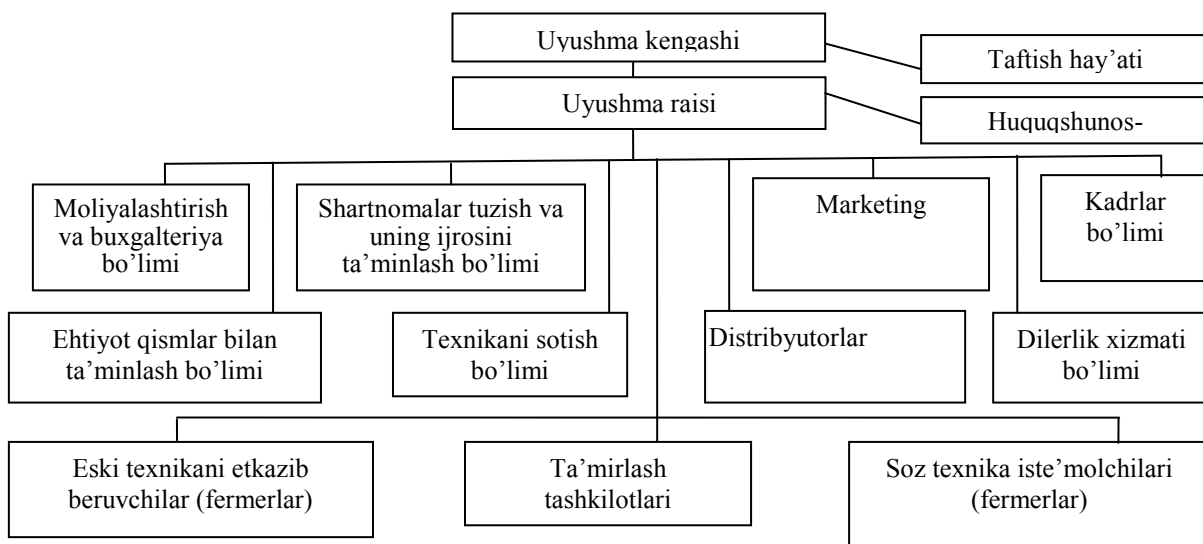 Uyushma kengashi
Taftish hay’ati
Uyushma raisi
Huquqshunos-
Moliyalashtirish
va buxgalteriya
bo’limi
Shartnomalar tuzish va
uning ijrosini
ta’minlash bo’limi
Marketing
Kadrlar
bo’limi
Ehtiyot qismlar bilan
ta’minlash bo’limi
Texnikani sotish
bo’limi
Distribyutorlar
Dilerlik xizmati
bo’limi
Eski texnikani etkazib
beruvchilar (fermerlar)
Ta’mirlash
tashkilotlari
Soz texnika iste’molchilari
(fermerlar)